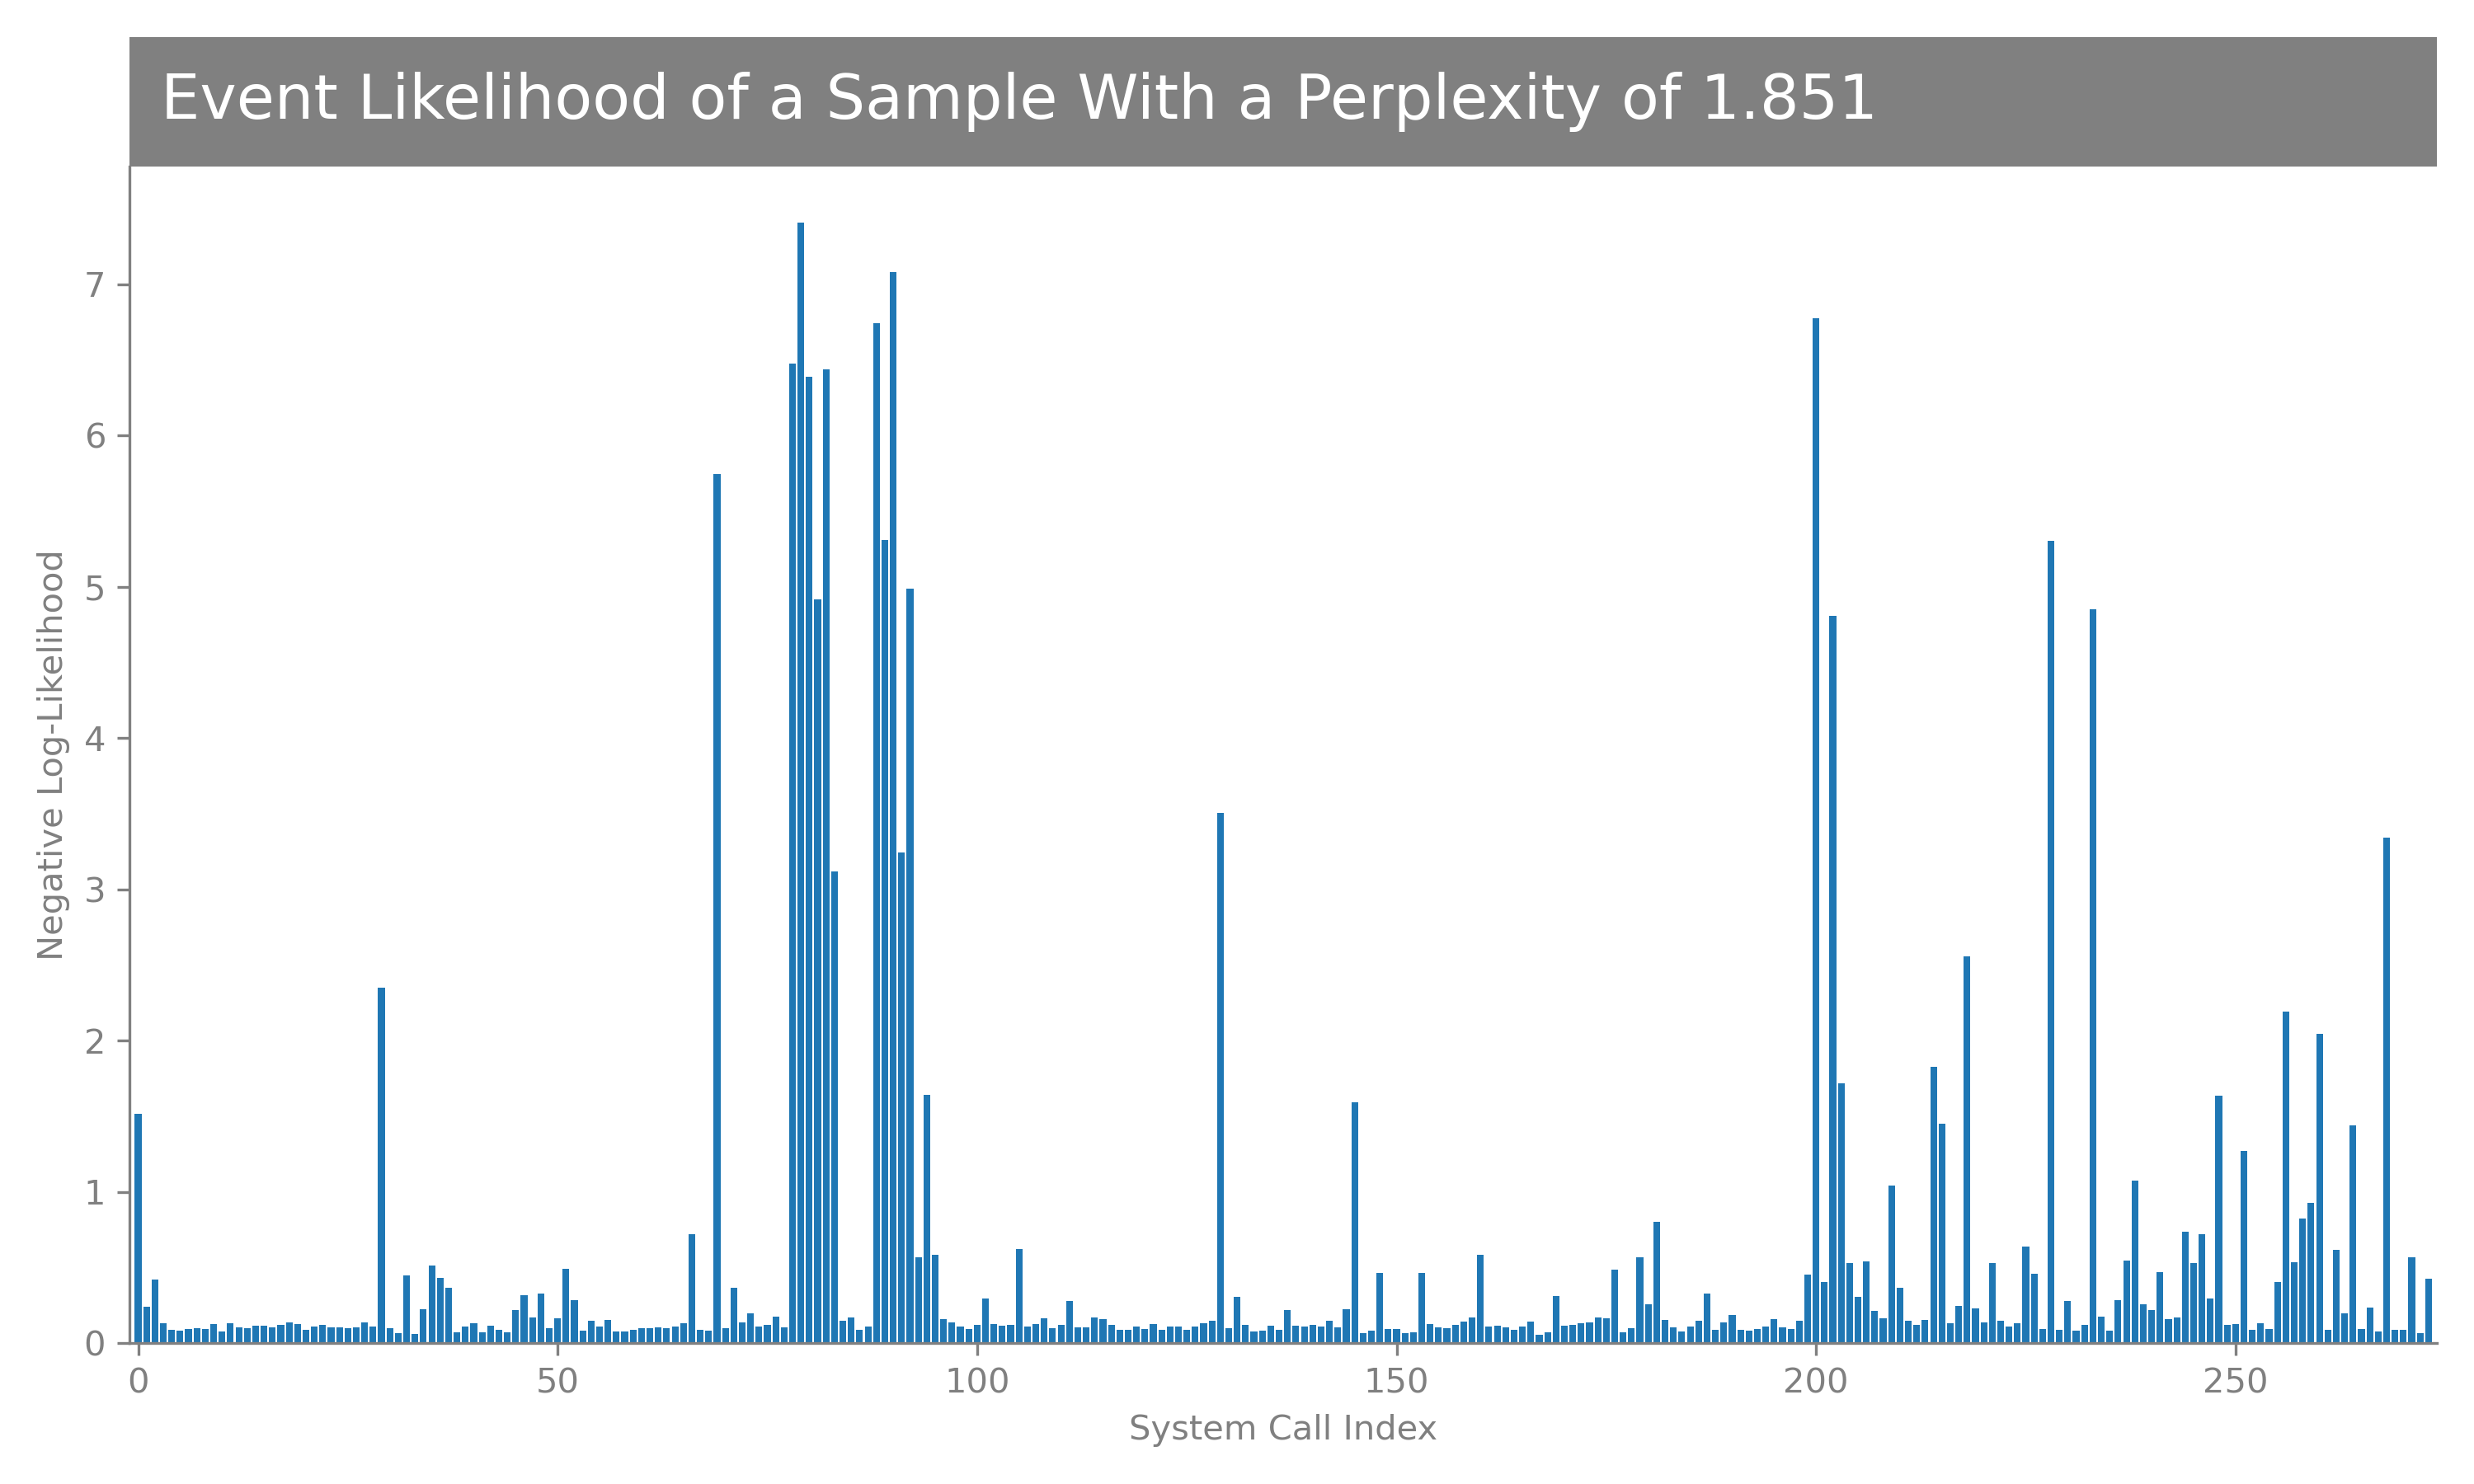 Event Likelihood of a Sample With a Perplexity of 1.851
7
6
5
4
3
2
1
0
Negative Log-Likelihood
0 50 100 150 200 250
System Call Index